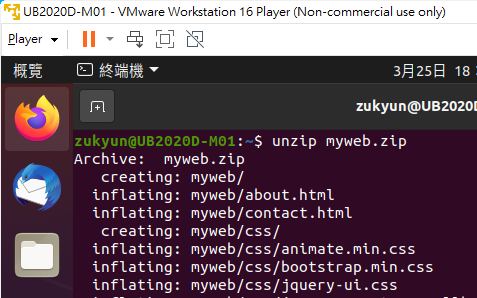 UB2020D-M01 - VMware Workstation 16 Player (Non-commercial use only)
Player
概覽 終端機 3月25日 18
zukyun@UB2020D
zukyun@UB2020D-M01:~$ unzip myweb.zip
Archive:  myweb.zip
creating: myweb/
inflating: myweb/about.html
inflating: myweb/contact.html
creating: myweb/css/
inflating: myweb/css/animate.min.css
inflating: myweb/css/bootstrap.min.css
inflating: myweb/css/jquery-ui.css